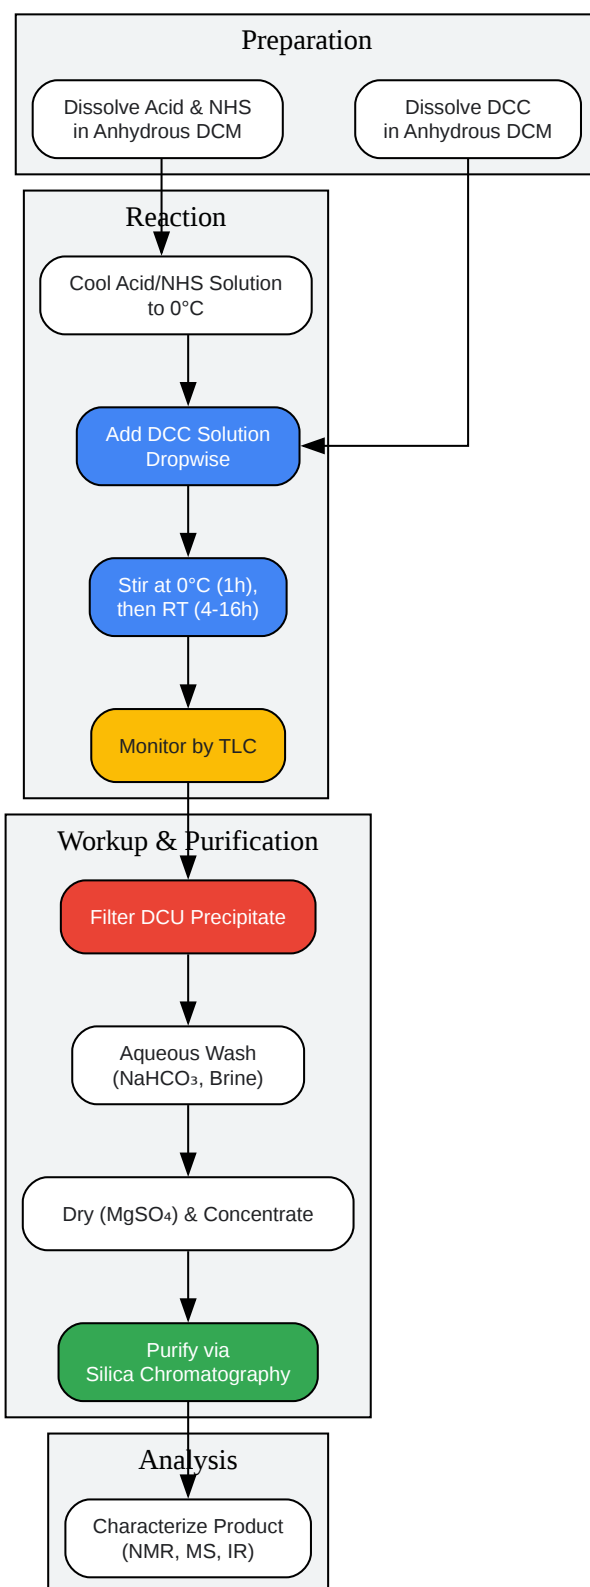 Preparation
Dissolve Acid & NHS
in Anhydrous DCM
Dissolve DCC
in Anhydrous DCM
Reaction
Cool Acid/NHS Solution
to 0°C
Add DCC Solution
Dropwise
Stir at 0°C (1h),
then RT (4-16h)
Monitor by TLC
Workup & Purification
Filter DCU Precipitate
Aqueous Wash
(NaHCO₃, Brine)
Dry (MgSO₄) & Concentrate
Purify via
Silica Chromatography
Analysis
Characterize Product
(NMR, MS, IR)